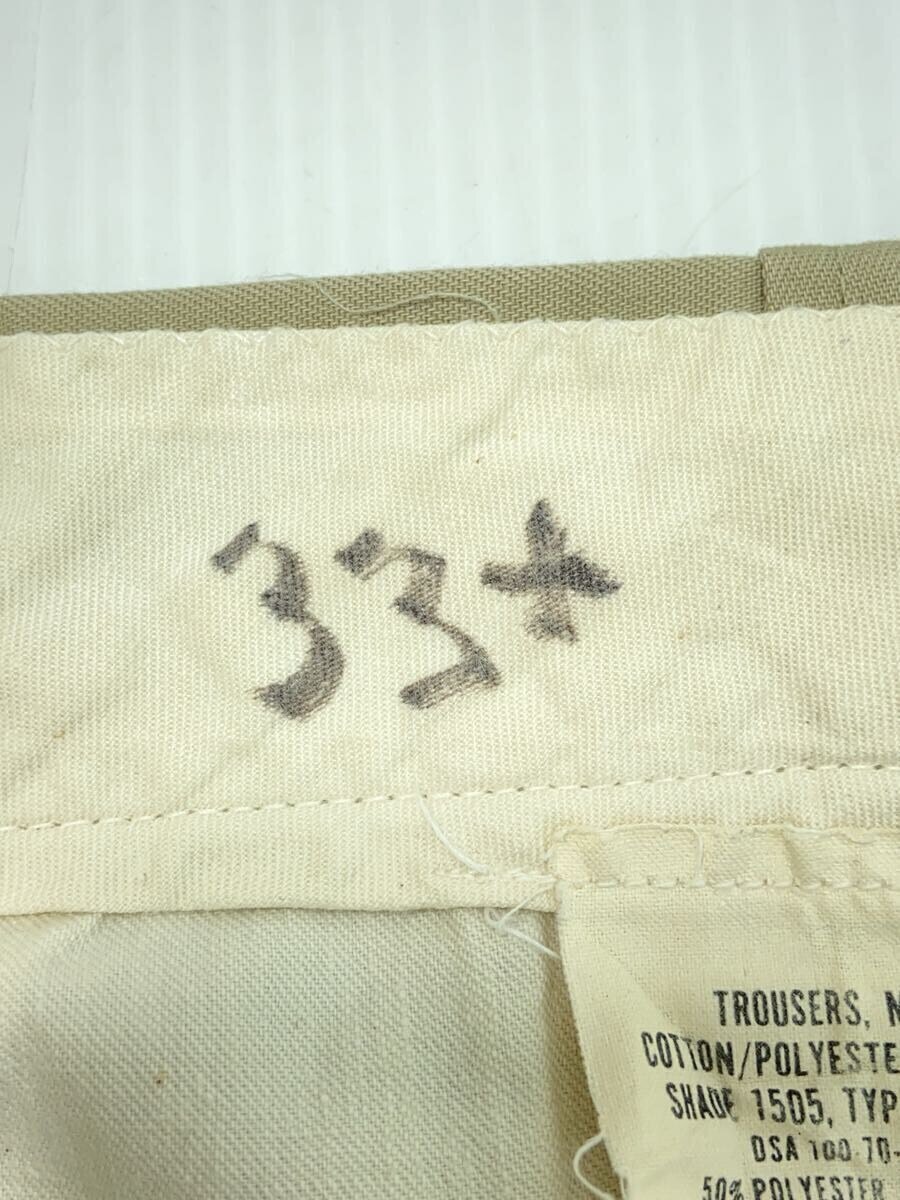 33+
TROUSERS, 
COTTON/POLYESTE
SHADE 1505, TYP
DSA 100-70-
50% POLYESTER